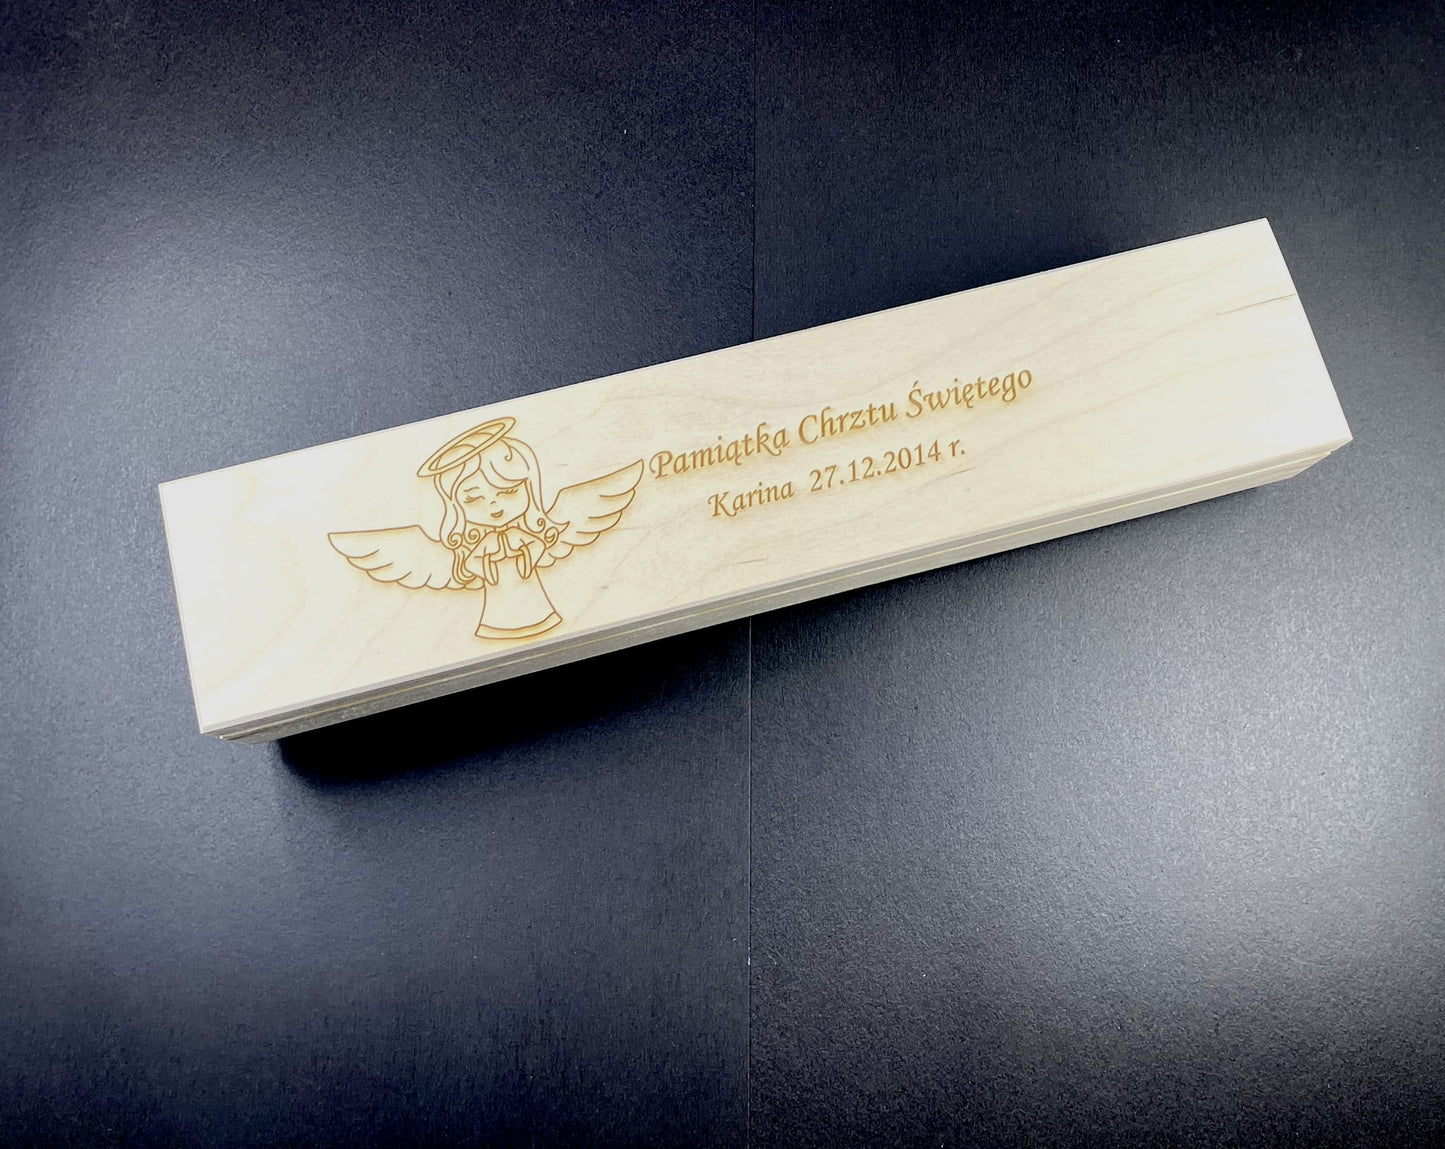 Pamiątka Chrztu Świętego
Karina 27.12.2014 r.